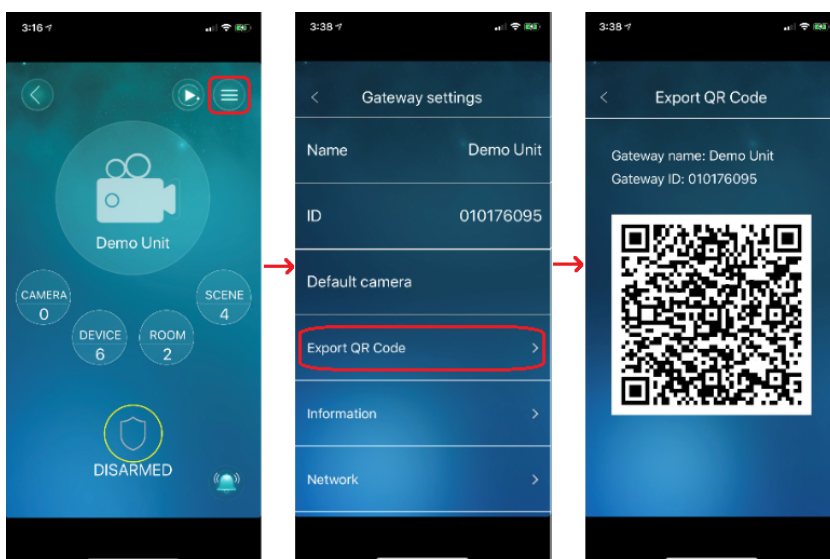 3:16
Demo Unit
CAMERA
0
SCENE
4
DEVICE
6
ROOM
2
DISARMED
3:38
Gateway settings
Name Demo Unit
ID 010176095
Default camera
Export QR Code
Information
Network
3:38
Export QR Code
Gateway name: Demo Unit
Gateway ID: 010176095